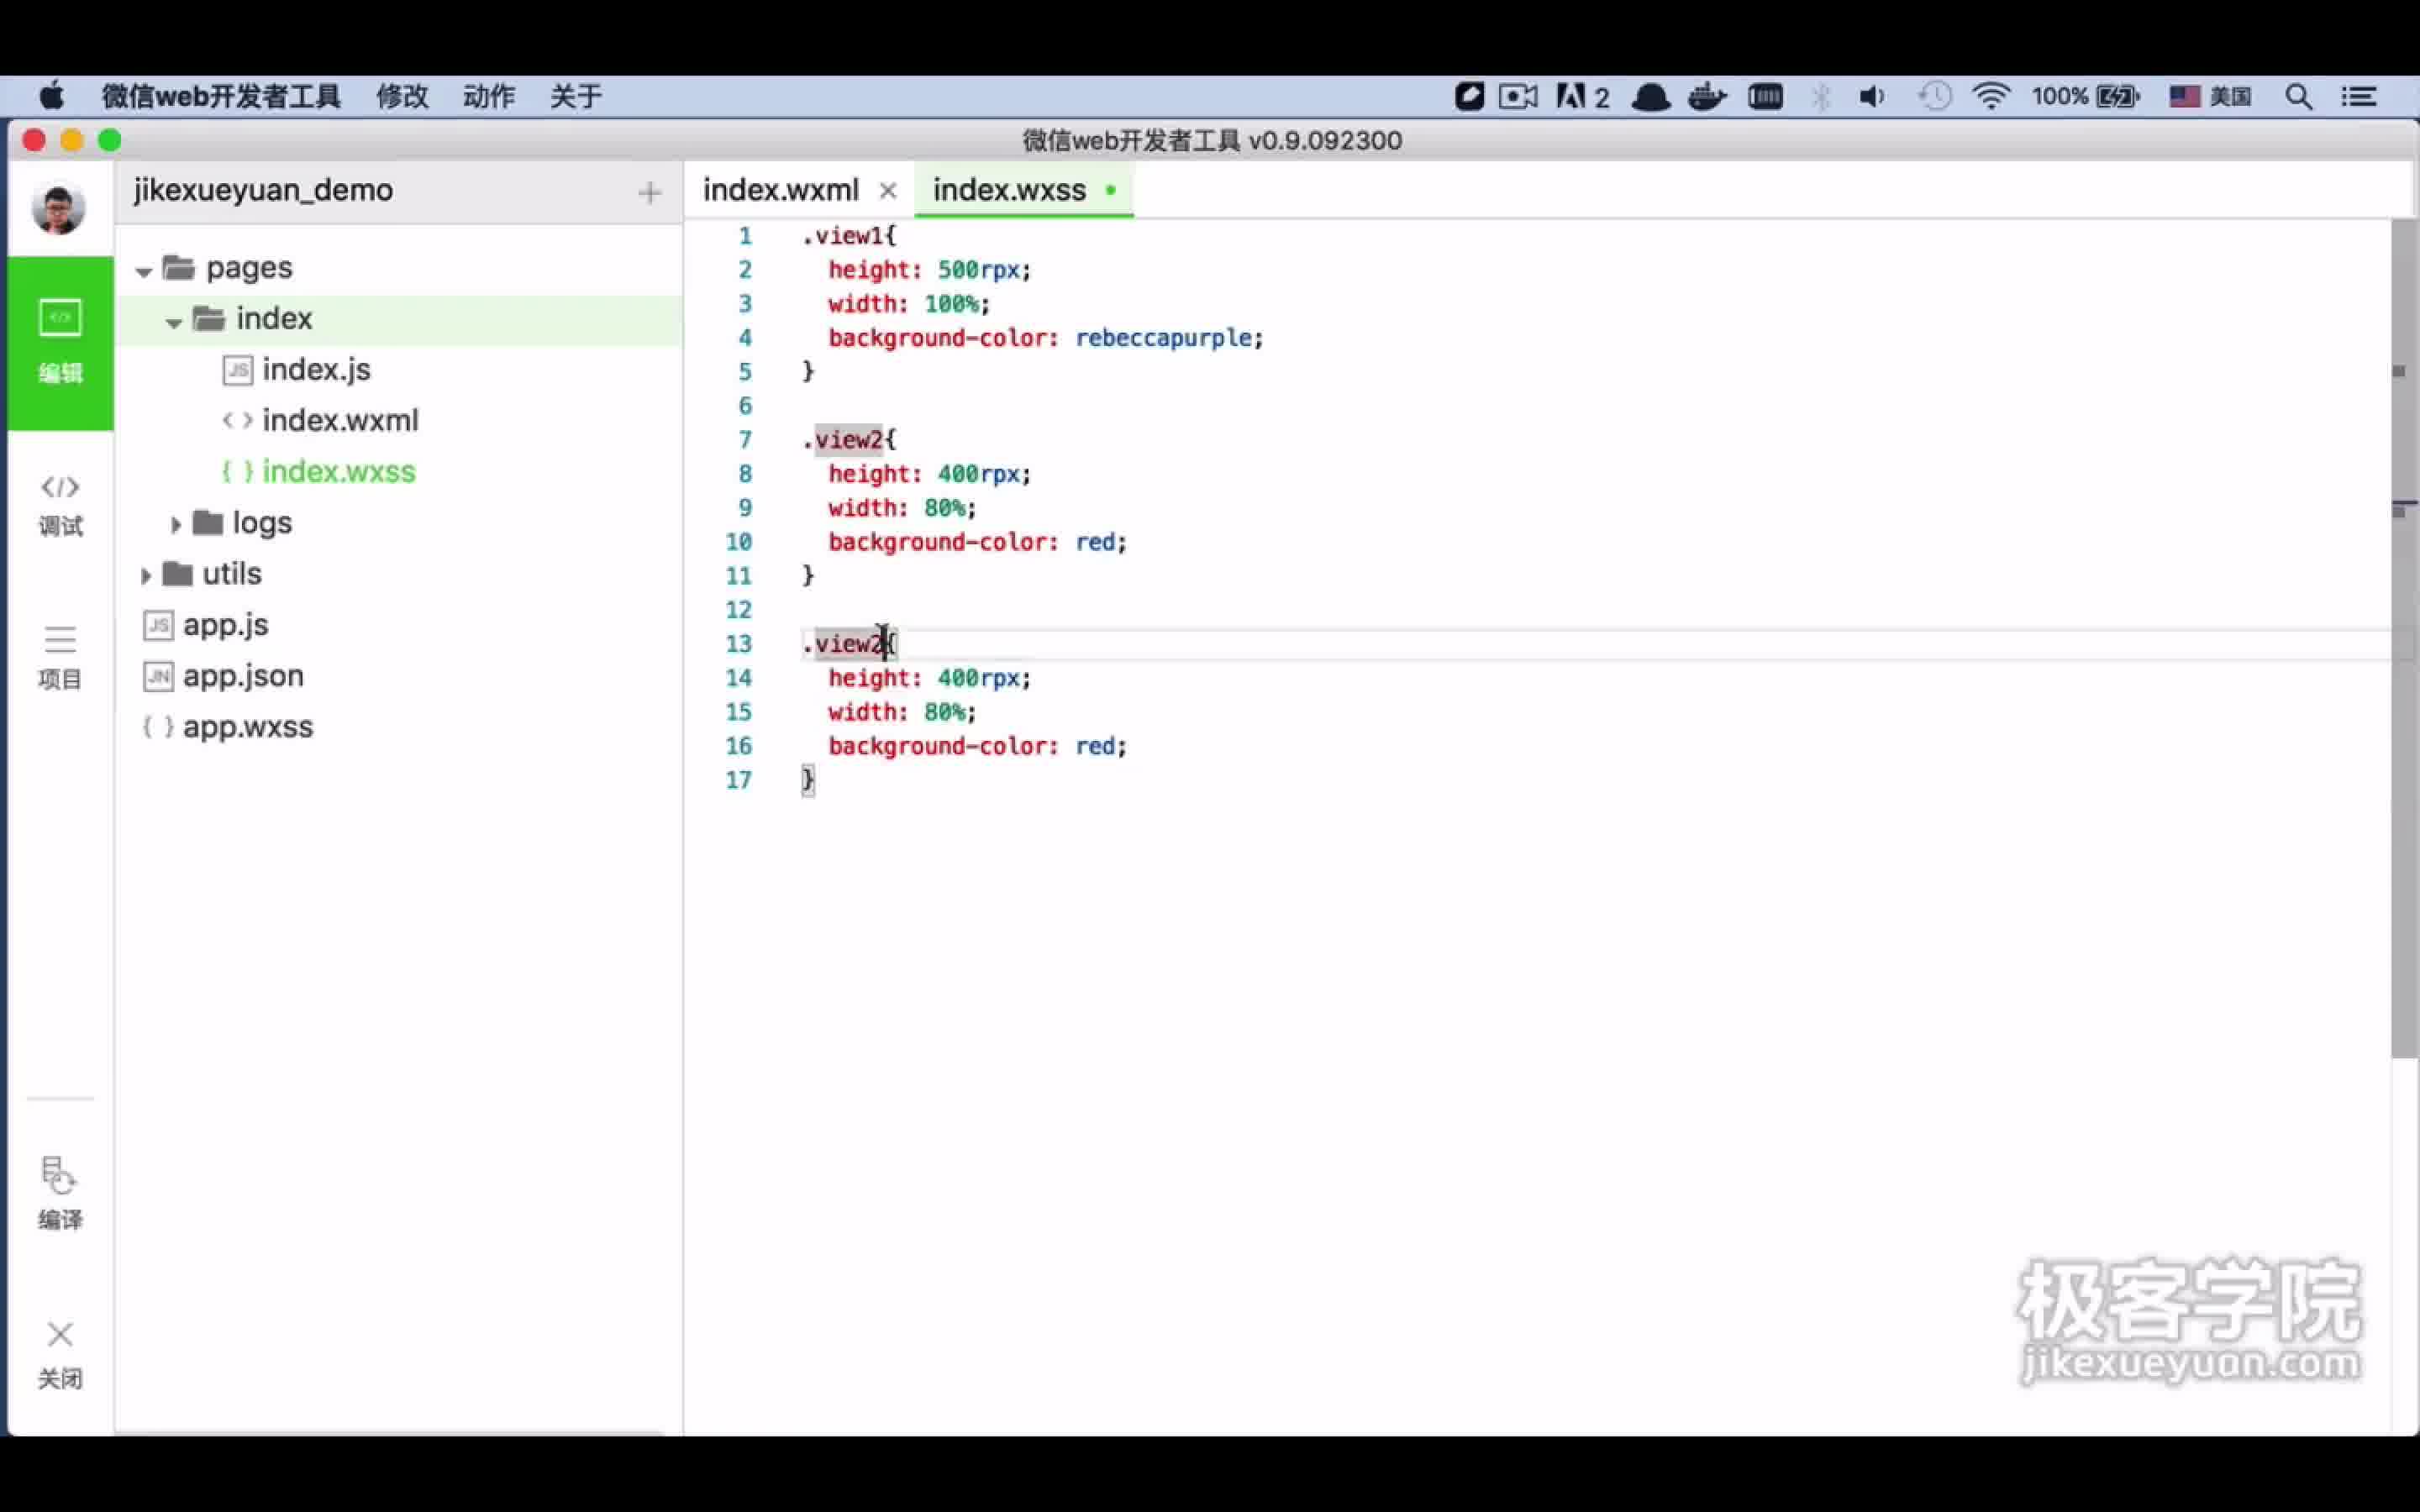 微信web开发者工具 修改 动作 关于 2 100% 美国
微信web开发者工具 v0.9.092300
jikexueyuan_demo +
index.wxml × index.wxss
编辑
调试
项目
编译
关闭
pages
index
JS index.js
<> index.wxml
{ } index.wxss
logs
utils
JS app.js
JN app.json
{ } app.wxss
1 .view1{
2 height: 500rpx;
3 width: 100%;
4 background-color: rebeccapurple;
5 }
6
7 .view2{
8 height: 400rpx;
9 width: 80%;
10 background-color: red;
11 }
12
13 .view2{
14 height: 400rpx;
15 width: 80%;
16 background-color: red;
17 }
极客学院
jikexueyuan.com